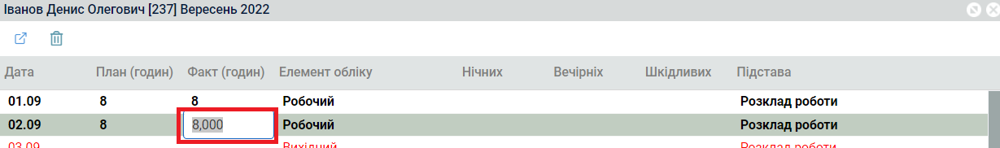 Іванов Денис Олегович [237] Вересень 2022
Дата План (годин) Факт (годин) Елемент обліку Нічних Вечірніх Шкідливих Підстава
01.09 8 8 Робочий Розклад роботи
02.09 8 8,000 Робочий Розклад роботи
03.09 Вихідний Розклад роботи